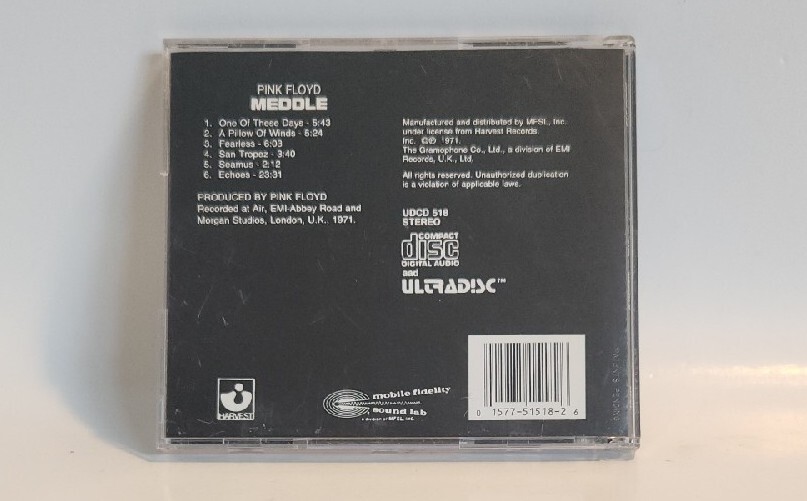 PINK FLOYD
MEDDLE
1. One Of These Days - 5:43
2. A Pillow Of Winds - 5:24
3. Fearless - 6:03
4. San Tropez - 3:40
5. Seamus - 2:12
6. Echoes - 23:31
PRODUCED BY PINK FLOYD
Recorded at Air, EMI-Abbey Road and
Morgan Studios, London, U.K., 1971.
Manufactured and distributed by MFSL, Inc.
under license from Harvest Records.
Inc. ©℗ 1971.
The Gramophone Co., Ltd., a division of EMI
Records, U.K., Ltd.
All rights reserved. Unauthorized duplication
is a violation of applicable laws.
UDCD 518
STEREO
COMPACT
disc
DIGITAL AUDIO
and
ULTRADISC™
HARVEST
mobile fidelity
sound lab
a division of MFSL, INC.
0 1577-51518-2 6